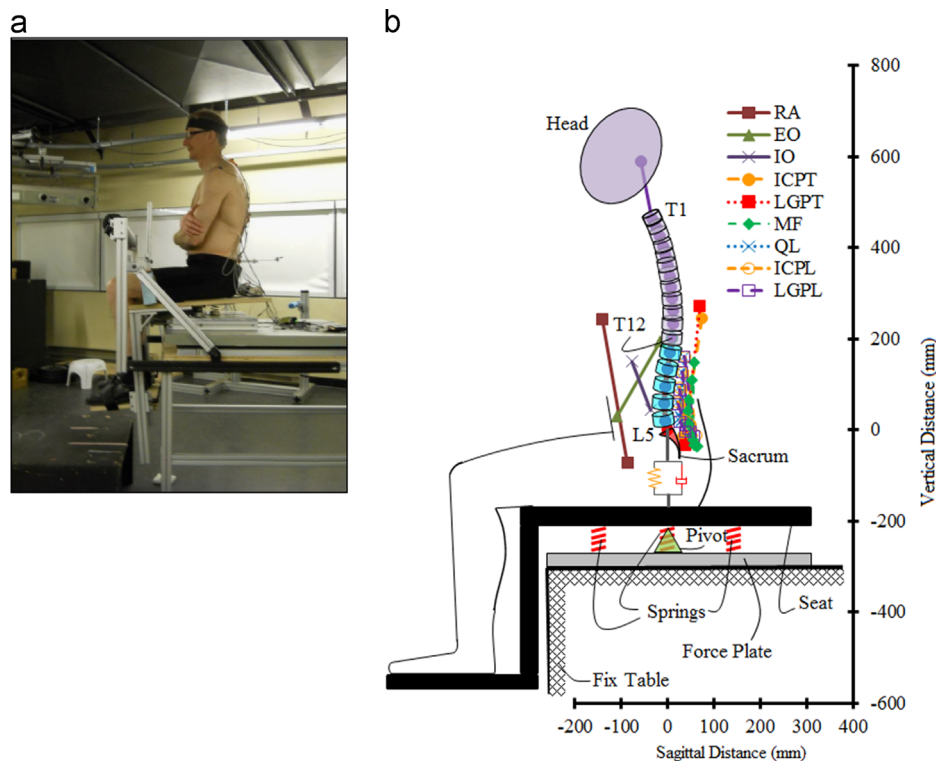 a
b
800
600
400
200
0
-200
-400
-600
Vertical Distance (mm)
Head
T1
T12
L5
Sacrum
Pivot
Springs
Seat
Force Plate
Fix Table
RA
EO
IO
ICPT
LGPT
MF
QL
ICPL
LGPL
-200 -100 0 100 200 300 400
Sagittal Distance (mm)